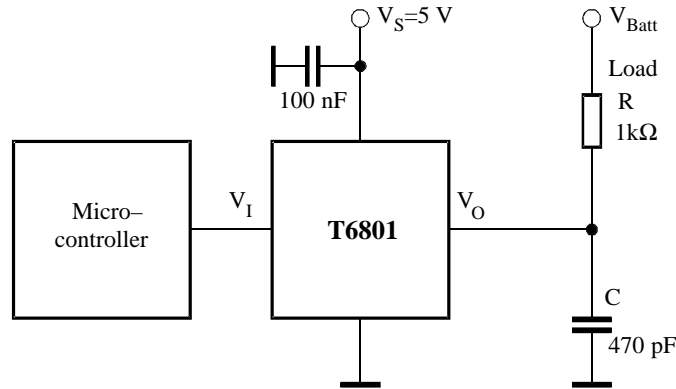 V_S=5 V
V_Batt
100 nF
Load
R
1kΩ
Micro–
controller
V_I
T6801
V_O
C
470 pF